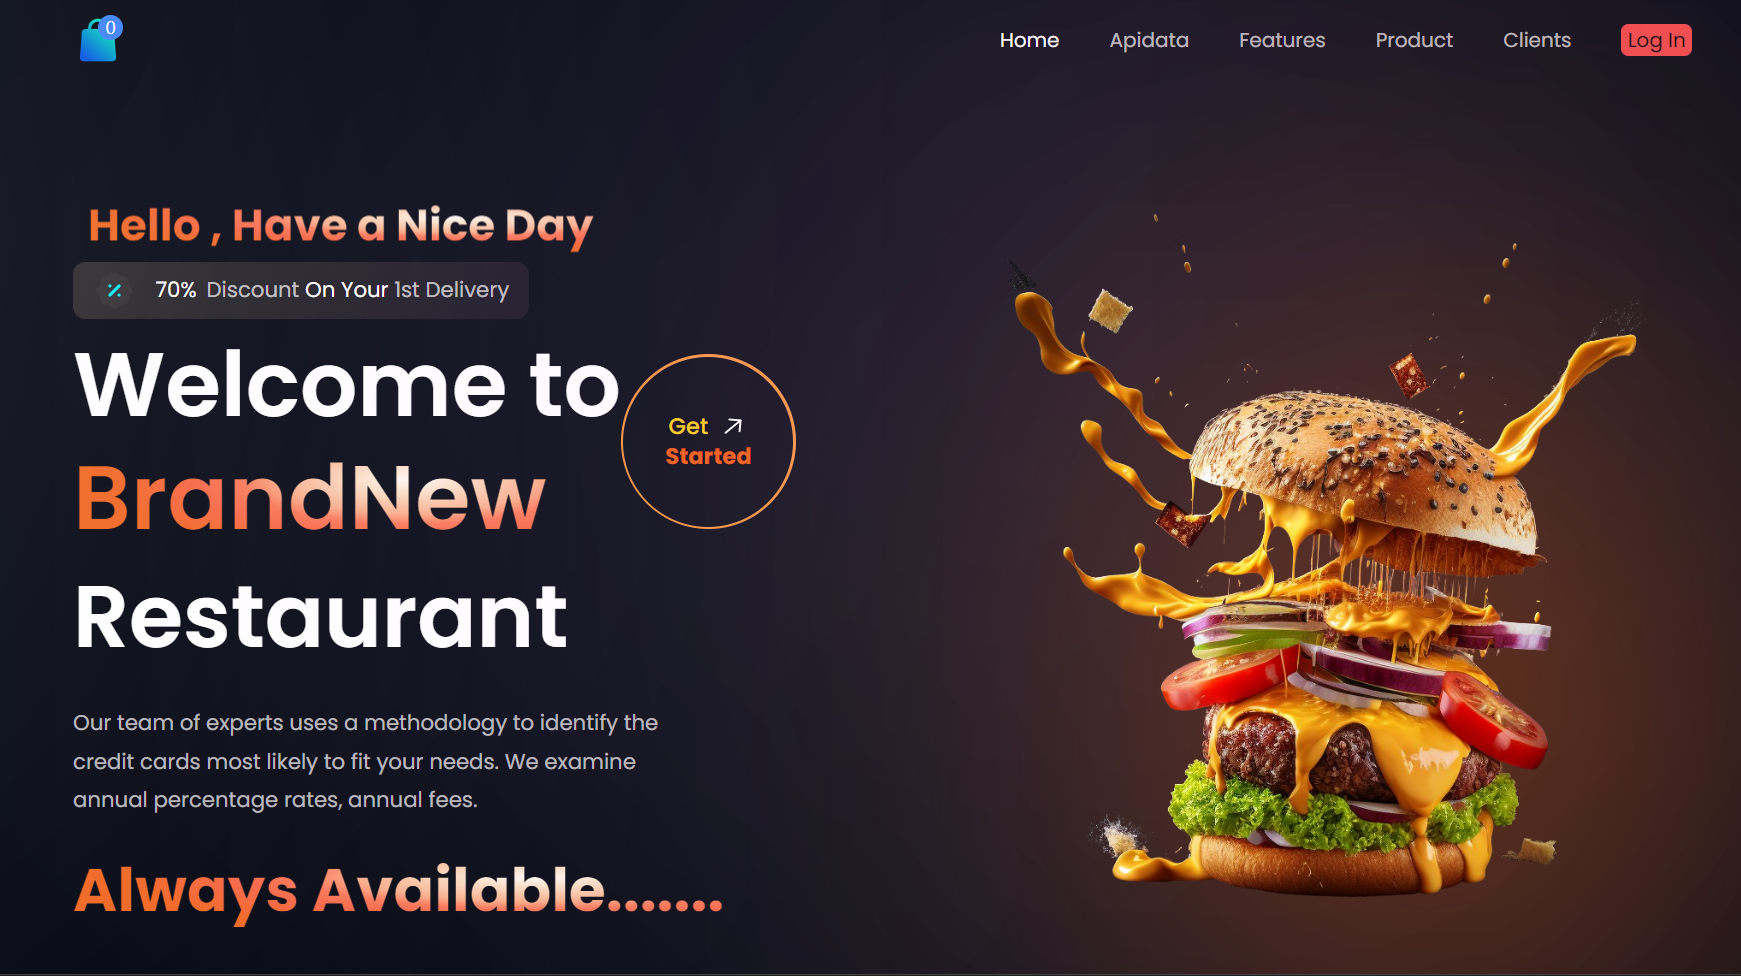 0
Home Apidata Features Product Clients Log In
Hello , Have a Nice Day
70% Discount On Your 1st Delivery
Welcome to
Get
Started
BrandNew
Restaurant
Our team of experts uses a methodology to identify the
credit cards most likely to fit your needs. We examine
annual percentage rates, annual fees.
Always Available.......